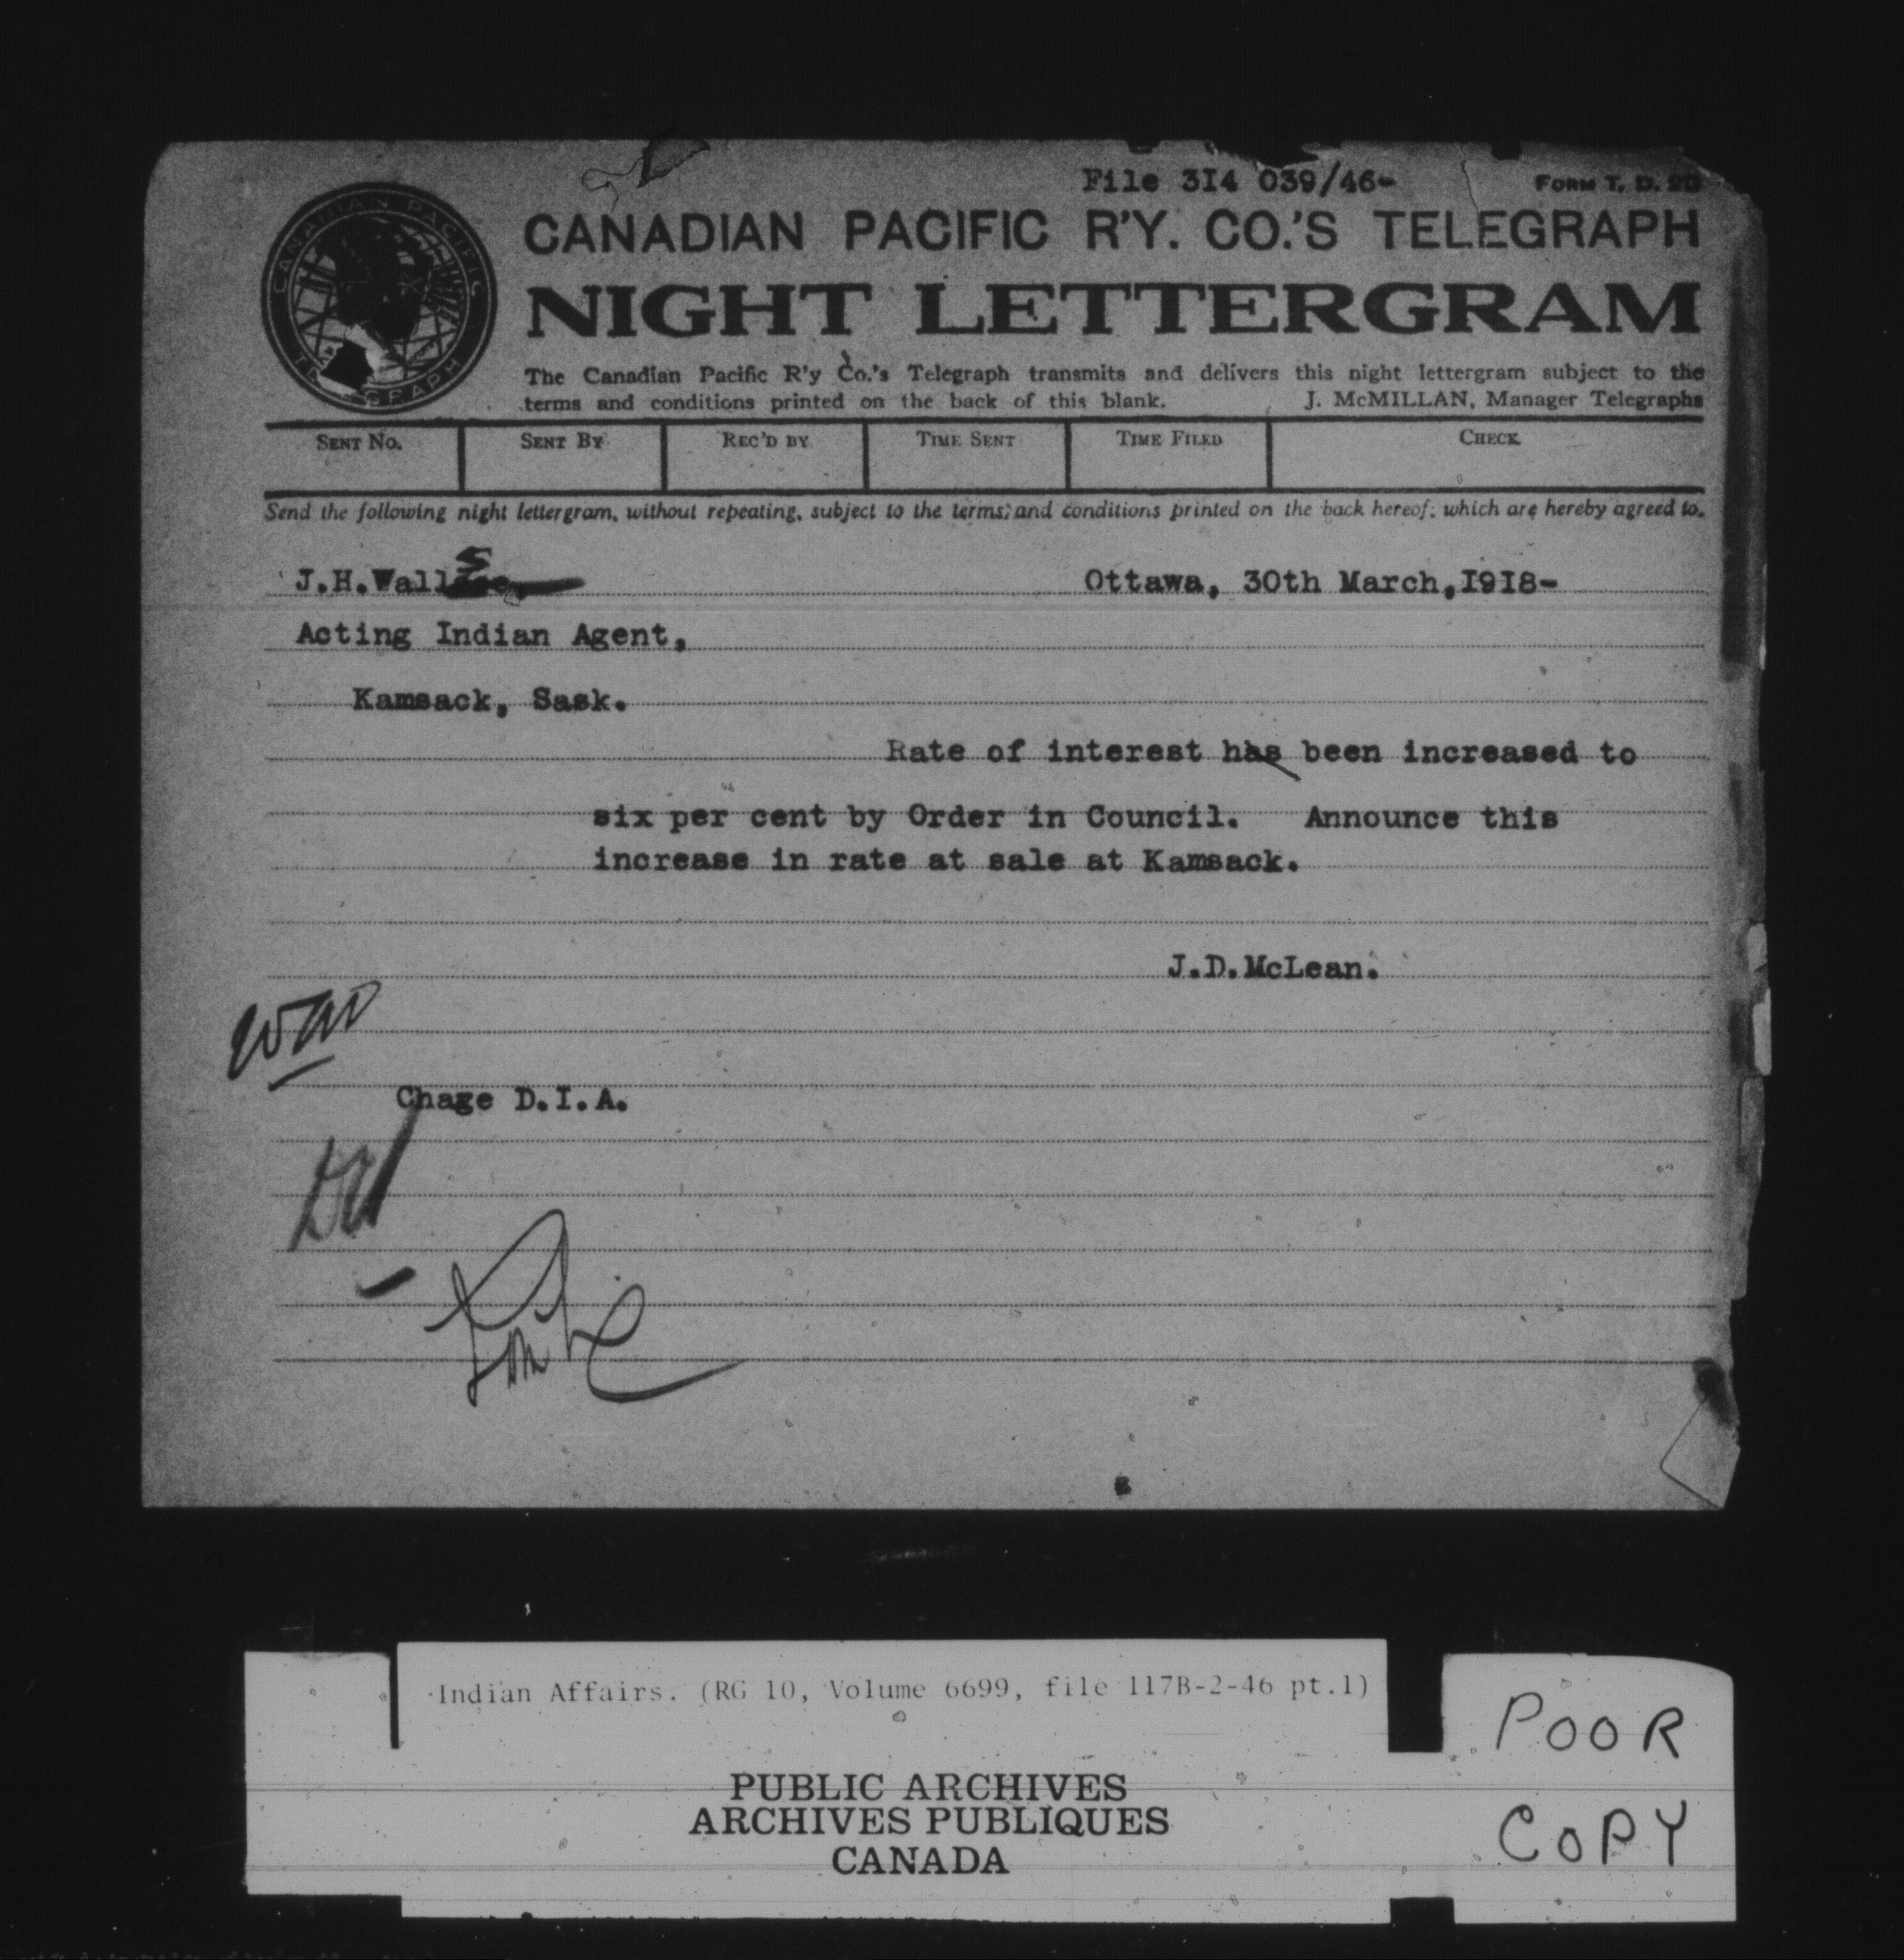 File 3I4 039/46-
FORM T. D. 20
CANADIAN PACIFIC
TELEGRAPH
CANADIAN PACIFIC R'Y. CO.'S TELEGRAPH
NIGHT LETTERGRAM
The Canadian Pacific R'y Co.'s Telegraph transmits and delivers this night lettergram subject to the
terms and conditions printed on the back of this blank. J. McMILLAN, Manager Telegraphs
SENT NO. SENT BY REC'D BY TIME SENT TIME FILED CHECK
Send the following night lettergram, without repeating, subject to the terms and conditions printed on the back hereof, which are hereby agreed to.
J.H.Walls Ottawa, 30th March,I9I8-
Acting Indian Agent,
Kamsack, Sask.
Rate of interest has been increased to
six per cent by Order in Council. Announce this
increase in rate at sale at Kamsack.
J.D.McLean.
Chage D.I.A.
Indian Affairs. (RG 10, Volume 6699, file 117B-2-46 pt.1)
PUBLIC ARCHIVES
ARCHIVES PUBLIQUES
CANADA
POOR
COPY